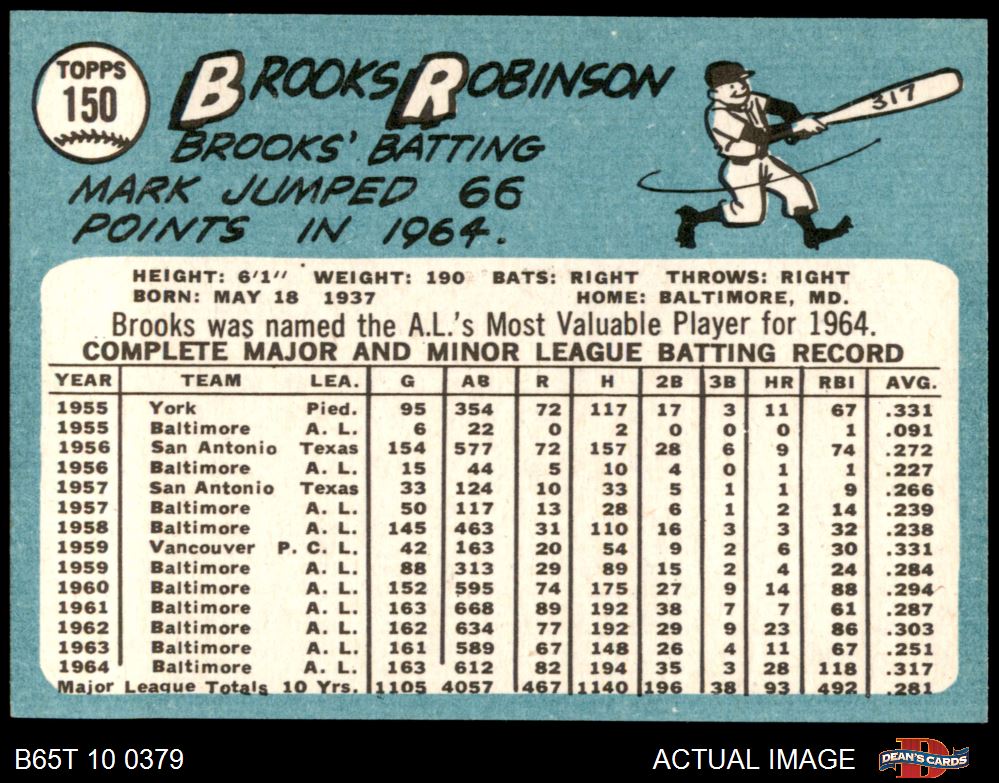 TOPPS
150
BROOKS ROBINSON
BROOKS' BATTING
MARK JUMPED 66
POINTS IN 1964.
317
HEIGHT: 6'1" WEIGHT: 190 BATS: RIGHT THROWS: RIGHT
BORN: MAY 18 1937 HOME: BALTIMORE, MD.
Brooks was named the A.L.'s Most Valuable Player for 1964.
COMPLETE MAJOR AND MINOR LEAGUE BATTING RECORD
YEAR TEAM LEA. G AB R H 2B 3B HR RBI AVG.
1955 York Pied. 95 354 72 117 17 3 11 67 .331
1955 Baltimore A. L. 6 22 0 2 0 0 0 1 .091
1956 San Antonio Texas 154 577 72 157 28 6 9 74 .272
1956 Baltimore A. L. 15 44 5 10 4 0 1 1 .227
1957 San Antonio Texas 33 124 10 33 5 1 1 9 .266
1957 Baltimore A. L. 50 117 13 28 6 1 2 14 .239
1958 Baltimore A. L. 145 463 31 110 16 3 3 32 .238
1959 Vancouver P. C. L. 42 163 20 54 9 2 6 30 .331
1959 Baltimore A. L. 88 313 29 89 15 2 4 24 .284
1960 Baltimore A. L. 152 595 74 175 27 9 14 88 .294
1961 Baltimore A. L. 163 668 89 192 38 7 7 61 .287
1962 Baltimore A. L. 162 634 77 192 29 9 23 86 .303
1963 Baltimore A. L. 161 589 67 148 26 4 11 67 .251
1964 Baltimore A. L. 163 612 82 194 35 3 28 118 .317
Major League Totals 10 Yrs. 1105 4057 467 1140 196 38 93 492 .281
B65T 10 0379 ACTUAL IMAGE DEAN'S CARDS